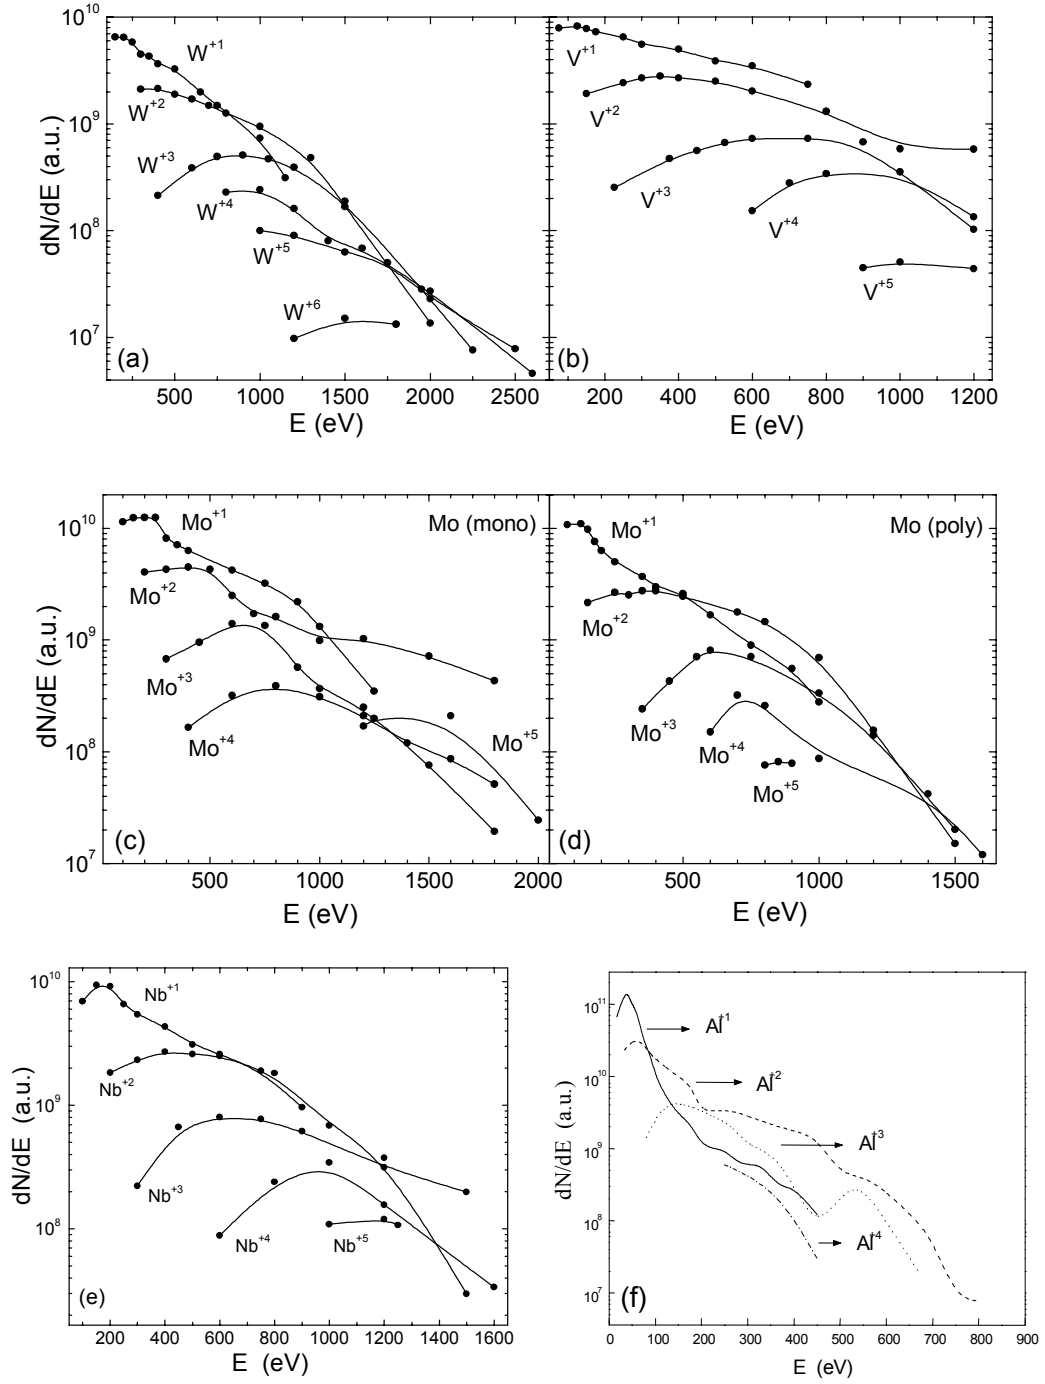 10^10
10^9
10^8
10^7
dN/dE (a.u.)
W^+1
W^+2
W^+3
W^+4
W^+5
W^+6
(a)
500 1000 1500 2000 2500
E (eV)
V^+1
V^+2
V^+3
V^+4
V^+5
(b)
200 400 600 800 1000 1200
E (eV)
10^10
10^9
10^8
10^7
dN/dE (a.u.)
Mo (mono)
Mo^+1
Mo^+2
Mo^+3
Mo^+4
Mo^+5
(c)
500 1000 1500 2000
E (eV)
Mo (poly)
Mo^+1
Mo^+2
Mo^+3
Mo^+4
Mo^+5
(d)
500 1000 1500
E (eV)
10^10
10^9
10^8
dN/dE (a.u.)
Nb^+1
Nb^+2
Nb^+3
Nb^+4
Nb^+5
(e)
200 400 600 800 1000 1200 1400 1600
E (eV)
10^11
10^10
10^9
10^8
10^7
dN/dE (a.u.)
Al^+1
Al^+2
Al^+3
Al^+4
(f)
0 100 200 300 400 500 600 700 800 900
E (eV)